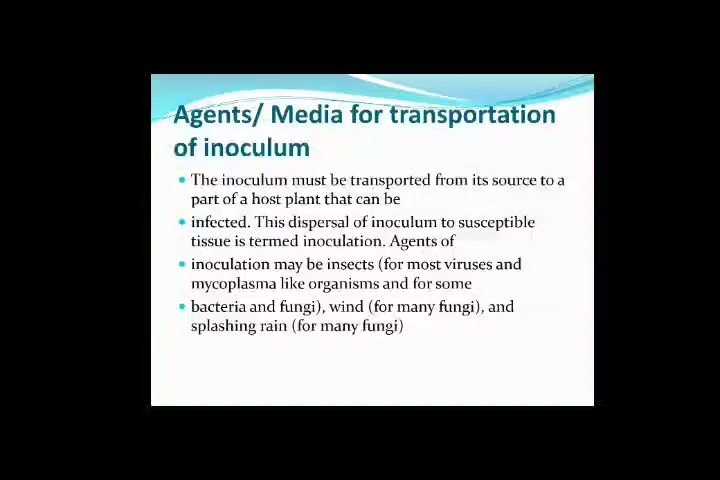 Agents/ Media for transportation
of inoculum
• The inoculum must be transported from its source to a
part of a host plant that can be
• infected. This dispersal of inoculum to susceptible
tissue is termed inoculation. Agents of
• inoculation may be insects (for most viruses and
mycoplasma like organisms and for some
• bacteria and fungi), wind (for many fungi), and
splashing rain (for many fungi)